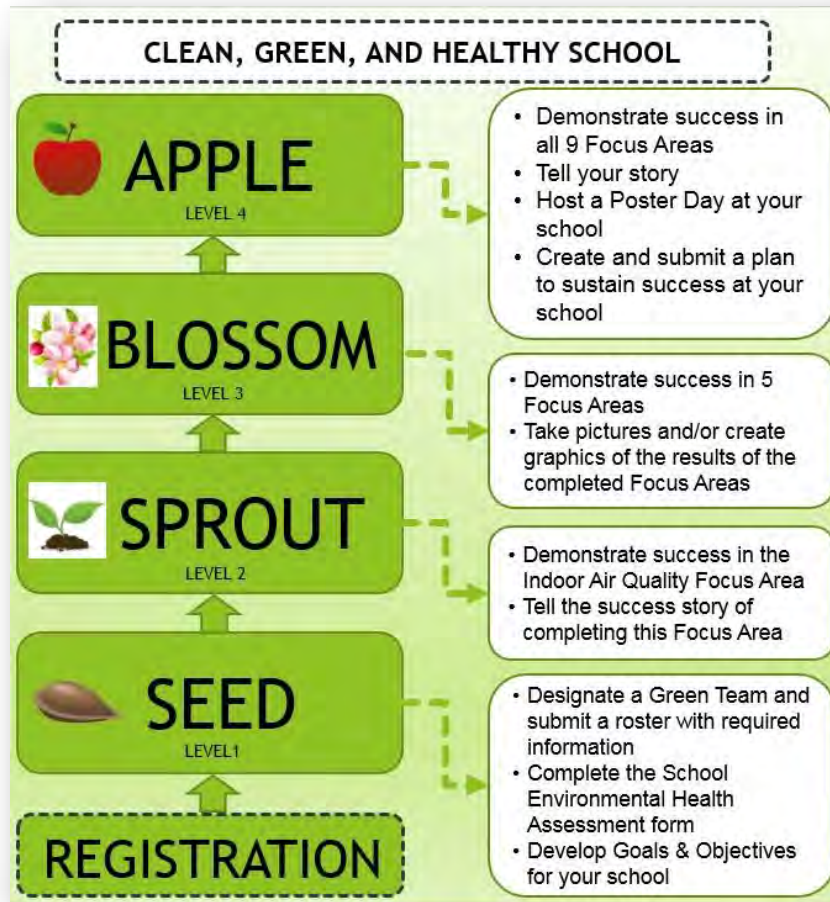 CLEAN, GREEN, AND HEALTHY SCHOOL
APPLE
LEVEL 4
• Demonstrate success in
all 9 Focus Areas
• Tell your story
• Host a Poster Day at your
school
• Create and submit a plan
to sustain success at your
school
BLOSSOM
LEVEL 3
• Demonstrate success in 5
Focus Areas
• Take pictures and/or create
graphics of the results of the
completed Focus Areas
SPROUT
LEVEL 2
• Demonstrate success in the
Indoor Air Quality Focus Area
• Tell the success story of
completing this Focus Area
SEED
LEVEL1
• Designate a Green Team and
submit a roster with required
information
• Complete the School
Environmental Health
Assessment form
• Develop Goals & Objectives
for your school
REGISTRATION